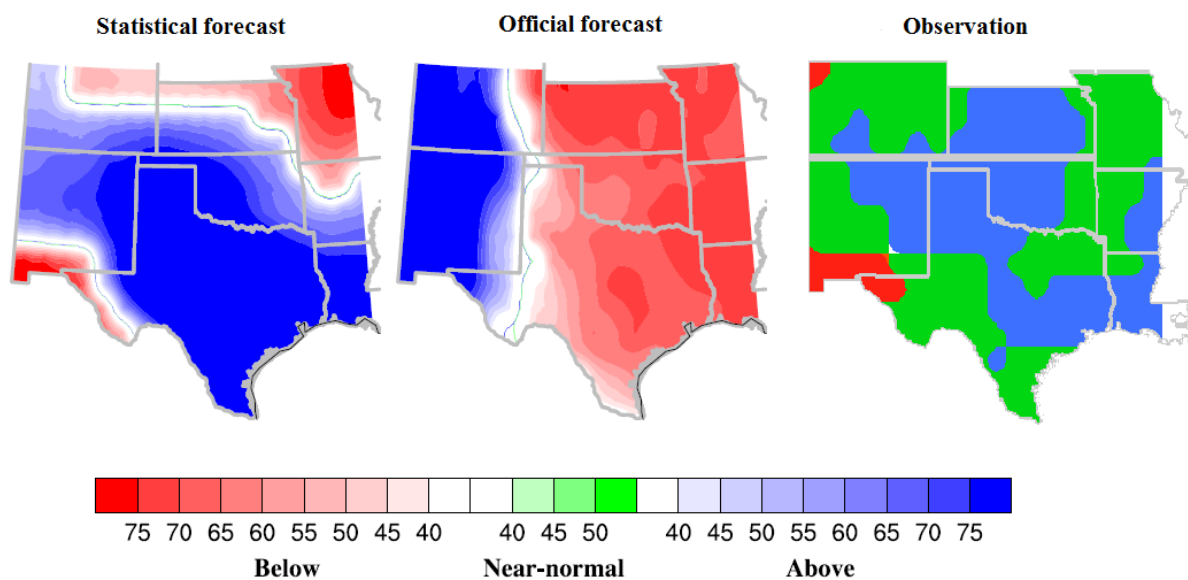 Statistical forecast
Official forecast
Observation
75 70 65 60 55 50 45 40 40 45 50 40 45 50 55 60 65 70 75
Below
Near-normal
Above